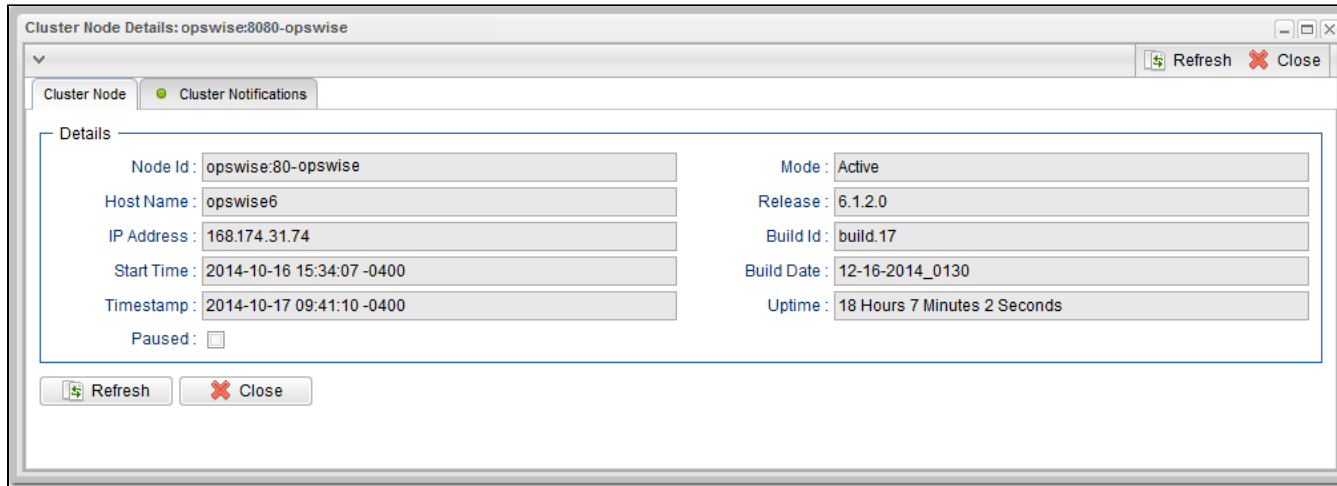 Cluster Node Details: opswise:8080-opswise
Refresh Close
Cluster Node Cluster Notifications
Details
Node Id : opswise:80-opswise Mode : Active
Host Name : opswise6 Release : 6.1.2.0
IP Address : 168.174.31.74 Build Id : build.17
Start Time : 2014-10-16 15:34:07 -0400 Build Date : 12-16-2014_0130
Timestamp : 2014-10-17 09:41:10 -0400 Uptime : 18 Hours 7 Minutes 2 Seconds
Paused :
Refresh Close